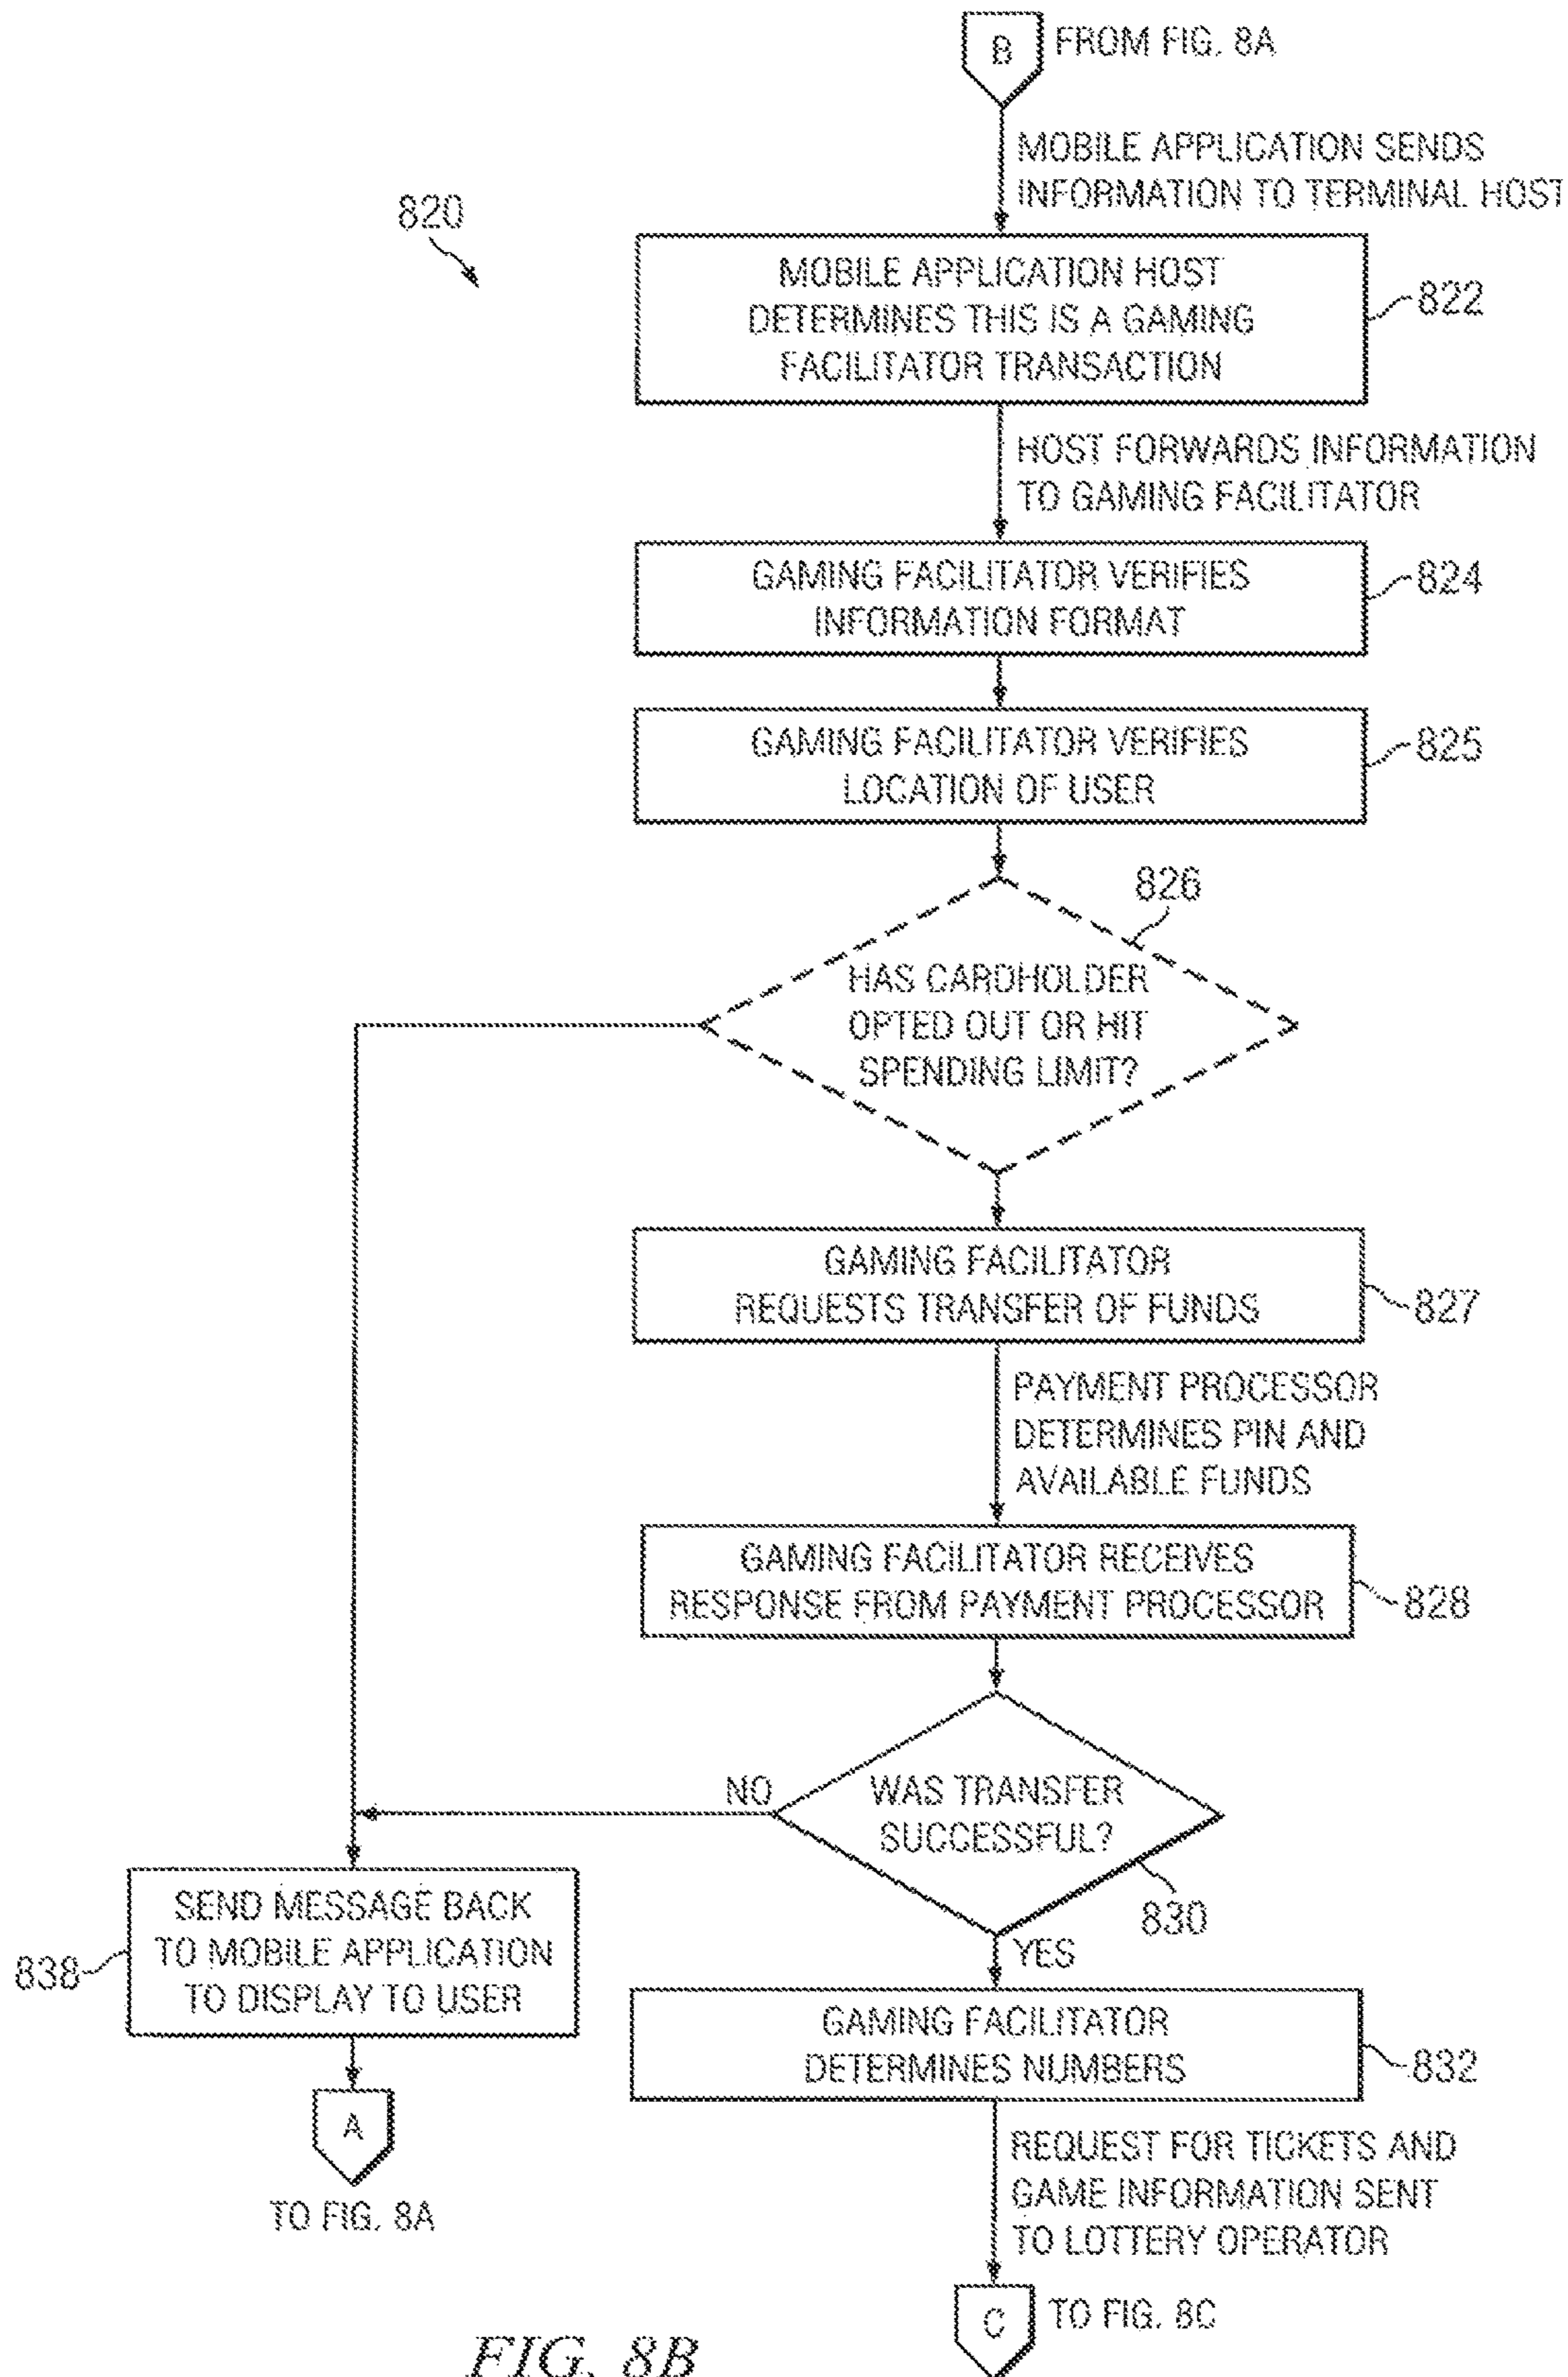 B FROM FIG. 8A
MOBILE APPLICATION SENDS
INFORMATION TO TERMINAL HOST
820
MOBILE APPLICATION HOST
DETERMINES THIS IS A GAMING
FACILITATOR TRANSACTION
822
HOST FORWARDS INFORMATION
TO GAMING FACILITATOR
GAMING FACILITATOR VERIFIES
INFORMATION FORMAT
824
GAMING FACILITATOR VERIFIES
LOCATION OF USER
825
826
HAS CARDHOLDER
OPTED OUT OR HIT
SPENDING LIMIT?
GAMING FACILITATOR
REQUESTS TRANSFER OF FUNDS
827
PAYMENT PROCESSOR
DETERMINES PIN AND
AVAILABLE FUNDS
GAMING FACILITATOR RECEIVES
RESPONSE FROM PAYMENT PROCESSOR
828
NO
WAS TRANSFER
SUCCESSFUL?
830
YES
SEND MESSAGE BACK
TO MOBILE APPLICATION
TO DISPLAY TO USER
838
A
TO FIG. 8A
GAMING FACILITATOR
DETERMINES NUMBERS
832
REQUEST FOR TICKETS AND
GAME INFORMATION SENT
TO LOTTERY OPERATOR
C TO FIG. 8C
FIG. 8B